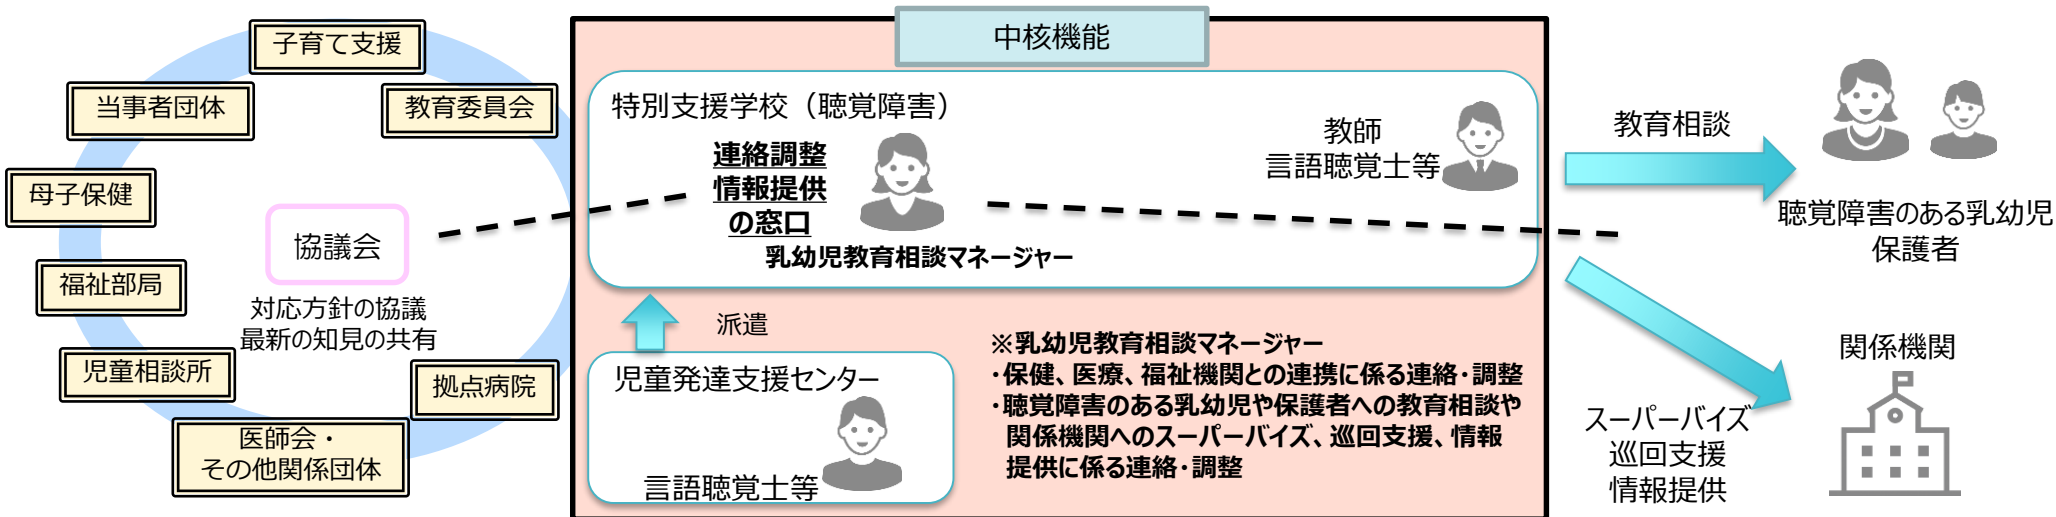 子育て支援
当事者団体
教育委員会
母子保健
協議会
福祉部局
対応方針の協議
最新の知見の共有
児童相談所
拠点病院
医師会・
その他関係団体
中核機能
特別支援学校（聴覚障害）
連絡調整
情報提供
の窓口
乳幼児教育相談マネージャー
教師
言語聴覚士等
派遣
児童発達支援センター
言語聴覚士等
※乳幼児教育相談マネージャー
・保健、医療、福祉機関との連携に係る連絡・調整
・聴覚障害のある乳幼児や保護者への教育相談や
関係機関へのスーパーバイズ、巡回支援、情報
提供に係る連絡・調整
教育相談
聴覚障害のある乳幼児
保護者
関係機関
スーパーバイズ
巡回支援
情報提供